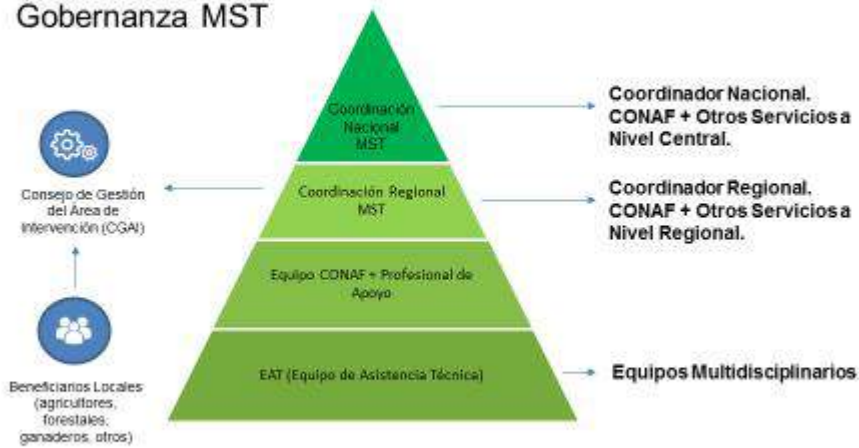 Gobernanza MST
Coordinación
Nacional
MST
Coordinador Nacional.
CONAF + Otros Servicios a
Nivel Central.
Consejo de Gestión
del Área de
Intervención (CGAI)
Coordinación Regional
MST
Coordinador Regional.
CONAF + Otros Servicios a
Nivel Regional.
Equipo CONAF + Profesional de
Apoyo
Beneficiarios Locales
(agricultores,
forestales,
ganaderos, otros)
EAT (Equipo de Asistencia Técnica)
Equipos Multidisciplinarios